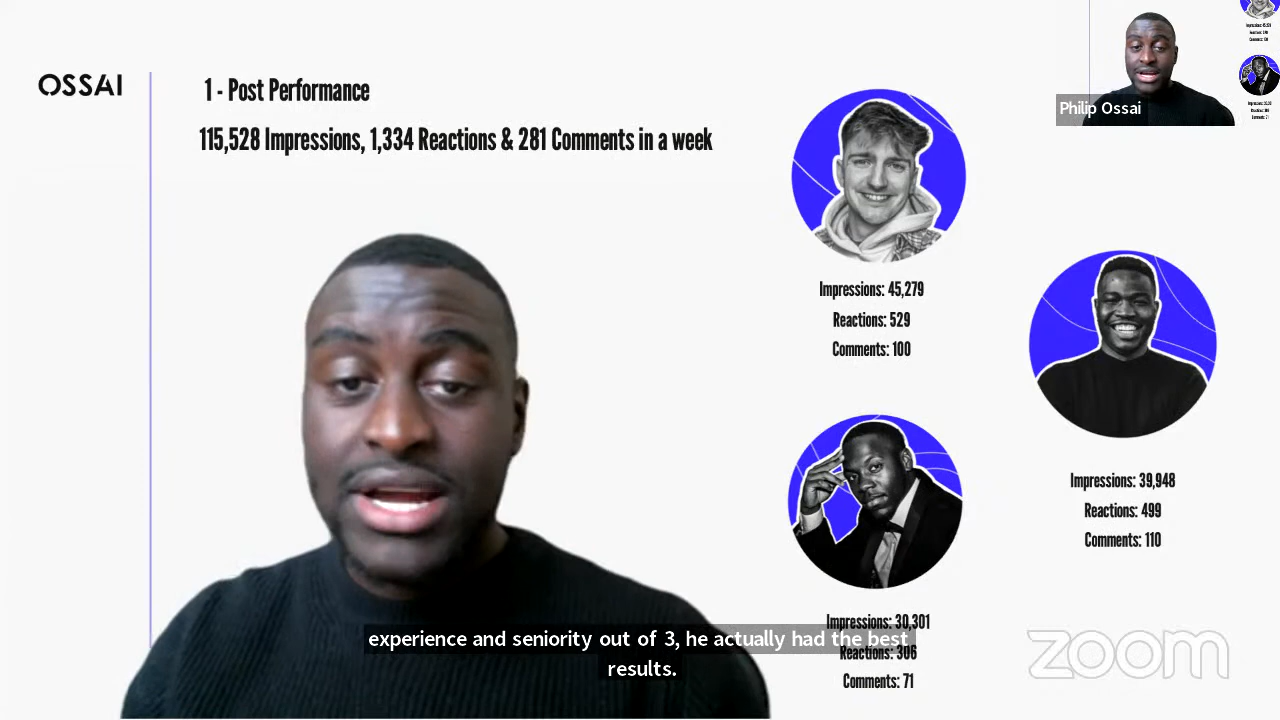 OSSAI
1 - Post Performance
115,528 Impressions, 1,334 Reactions & 281 Comments in a week
Philip Ossai
Impressions: 45,279
Reactions: 529
Comments: 100
Impressions: 39,948
Reactions: 499
Comments: 110
Impressions: 30,301
Reactions: 306
Comments: 71
experience and seniority out of 3, he actually had the best
results.
zoom